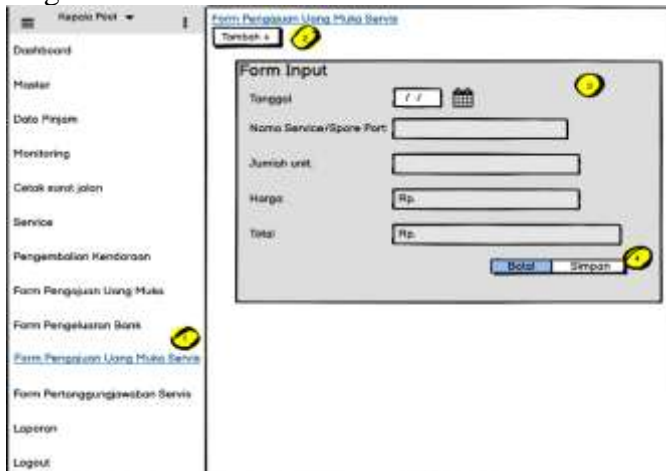 Kepala Pool
Dashboard
Master
Data Pinjam
Monitoring
Cetak surat jalan
Service
Pengembalian Kendaraan
Form Pengajuan Uang Muka
Form Pengeluaran Bank
1
Form Pengajuan Uang Muka Servis
Form Pertanggungjawaban Servis
Laporan
Logout
Form Pengajuan Uang Muka Servis
Tambah +
2
Form Input
3
Tanggal
/ /
Nama Service/Spare Part
Jumlah unit
Harga
Rp.
Total
Rp.
Batal
Simpan
4